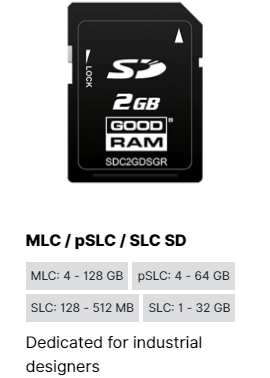 LOCK
SD
2GB
GOOD
RAM®
SDC2GDSGR
MLC / pSLC / SLC SD
MLC: 4 - 128 GB pSLC: 4 - 64 GB
SLC: 128 - 512 MB SLC: 1 - 32 GB
Dedicated for industrial
designers